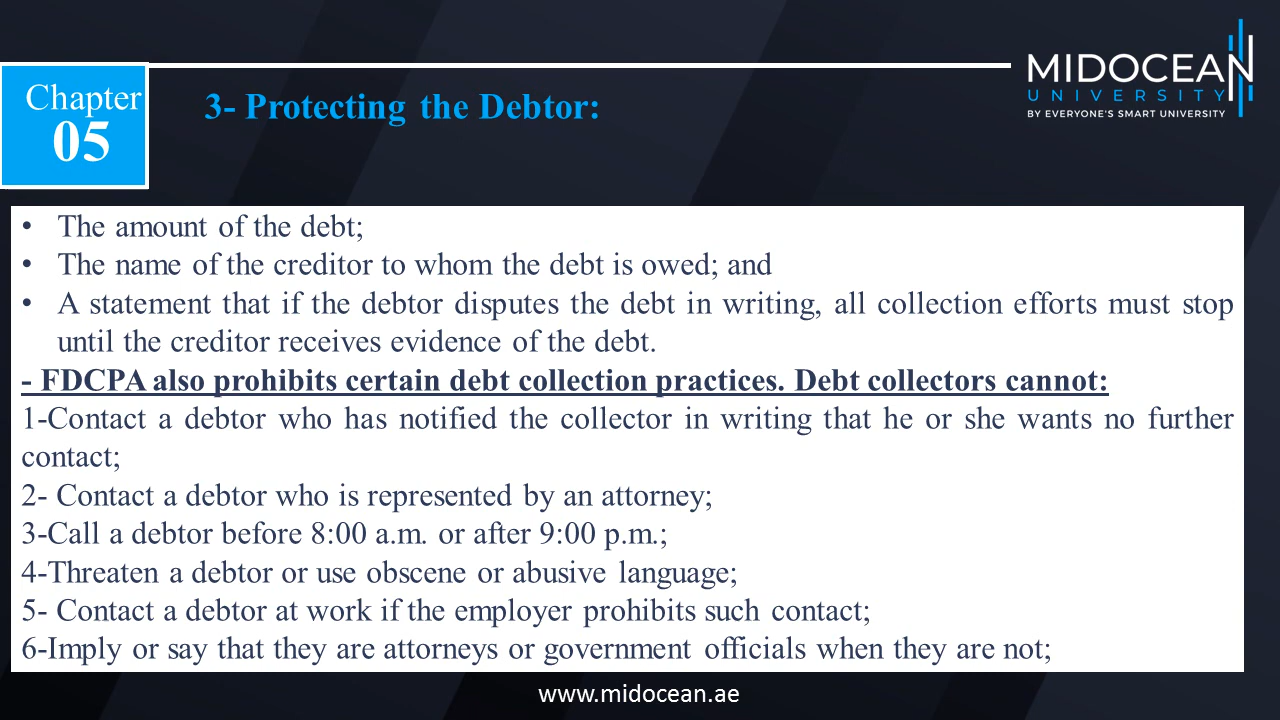 MIDOCEAN
UNIVERSITY
BY EVERYONE'S SMART UNIVERSITY
Chapter
05
3- Protecting the Debtor:
• The amount of the debt;
• The name of the creditor to whom the debt is owed; and
• A statement that if the debtor disputes the debt in writing, all collection efforts must stop
until the creditor receives evidence of the debt.
- FDCPA also prohibits certain debt collection practices. Debt collectors cannot:
1-Contact a debtor who has notified the collector in writing that he or she wants no further
contact;
2- Contact a debtor who is represented by an attorney;
3-Call a debtor before 8:00 a.m. or after 9:00 p.m.;
4-Threaten a debtor or use obscene or abusive language;
5- Contact a debtor at work if the employer prohibits such contact;
6-Imply or say that they are attorneys or government officials when they are not;
www.midocean.ae